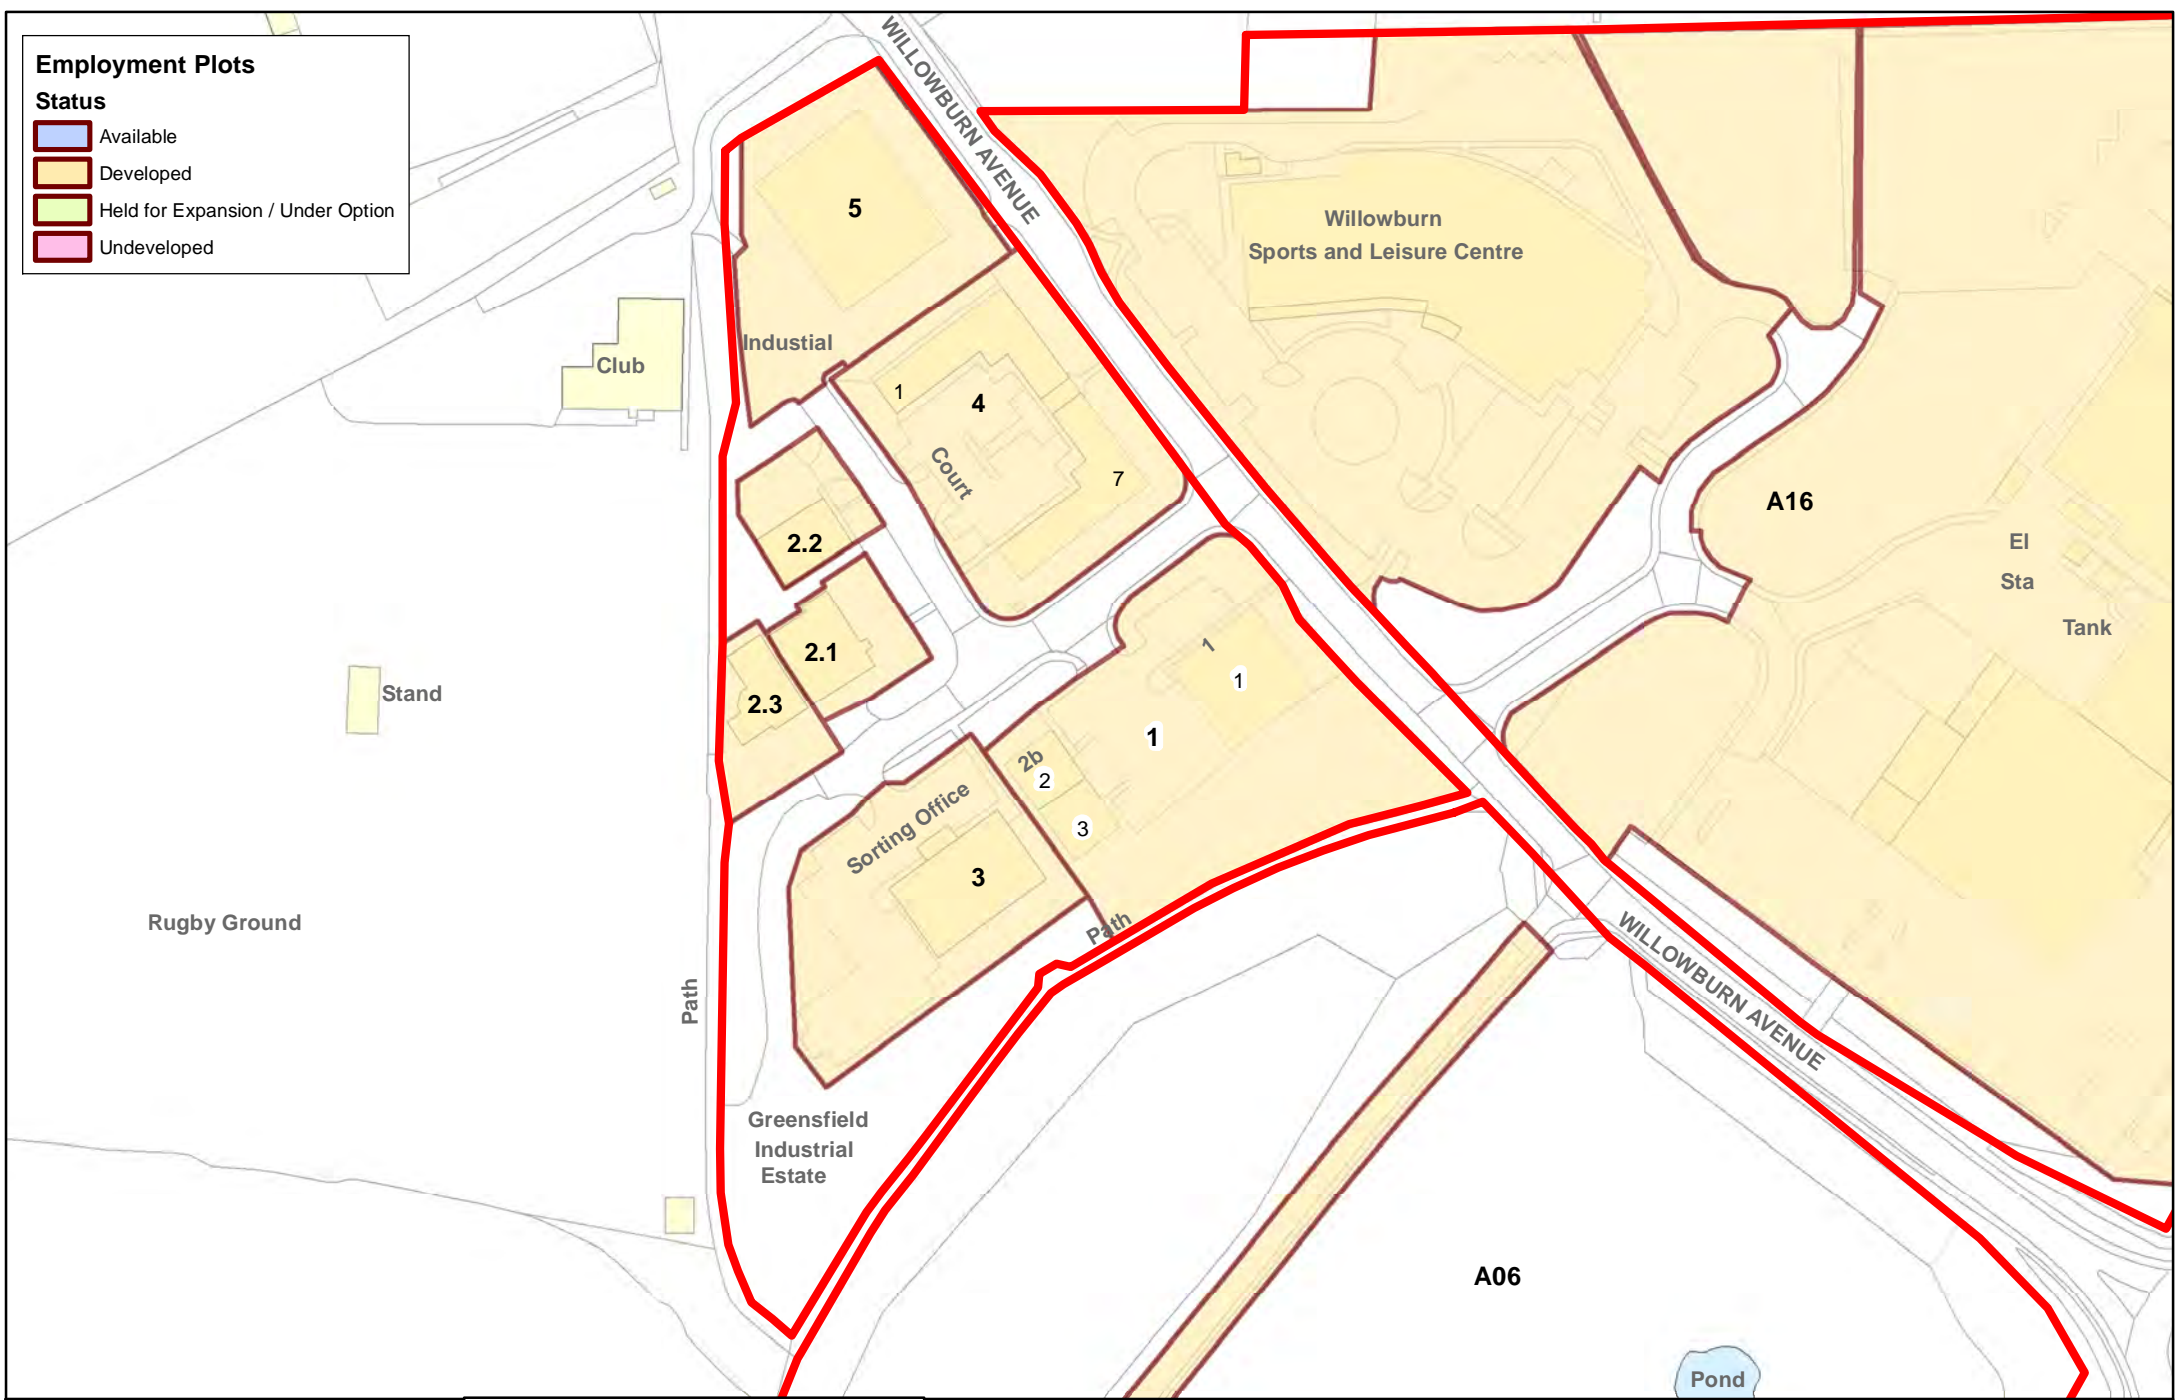 Employment Plots
Status
Available
Developed
Held for Expansion / Under Option
Undeveloped
WILLOWBURN AVENUE
5
Willowburn
Sports and Leisure Centre
Industial
Club
1
4
Court
7
A16
2.2
El
Sta
Tank
2.1
1
1
Stand
2.3
1
2b
2
3
Sorting Office
3
Rugby Ground
Path
Path
WILLOWBURN AVENUE
Greensfield
Industrial
Estate
A06
Pond